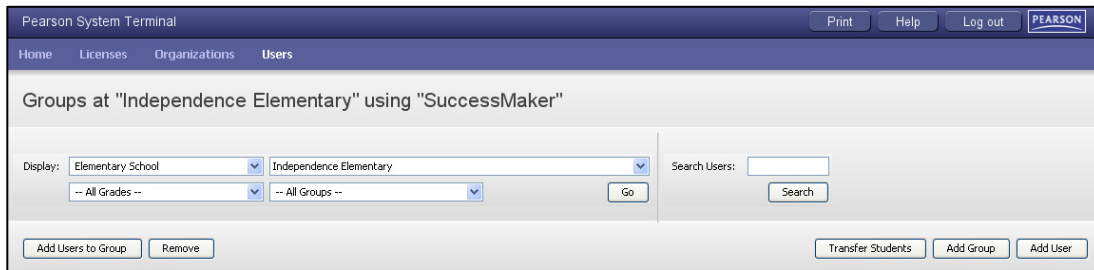 Pearson System Terminal Print Help Log out PEARSON
Home Licenses Organizations Users
Groups at "Independence Elementary" using "SuccessMaker"
Display: Elementary School Independence Elementary Search Users:
-- All Grades -- -- All Groups -- Go Search
Add Users to Group Remove Transfer Students Add Group Add User